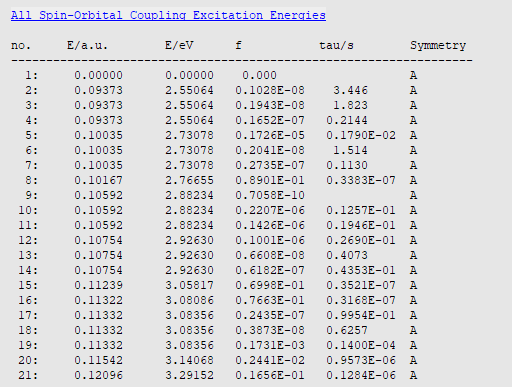 All Spin-Orbital Coupling Excitation Energies
no. E/a.u. E/eV f tau/s Symmetry
--------------------------------------------------------------------
1: 0.00000 0.00000 0.000 A
2: 0.09373 2.55064 0.1028E-08 3.446 A
3: 0.09373 2.55064 0.1943E-08 1.823 A
4: 0.09373 2.55064 0.1652E-07 0.2144 A
5: 0.10035 2.73078 0.1726E-05 0.1790E-02 A
6: 0.10035 2.73078 0.2041E-08 1.514 A
7: 0.10035 2.73078 0.2735E-07 0.1130 A
8: 0.10167 2.76655 0.8901E-01 0.3383E-07 A
9: 0.10592 2.88234 0.7058E-10 A
10: 0.10592 2.88234 0.2207E-06 0.1257E-01 A
11: 0.10592 2.88234 0.1426E-06 0.1946E-01 A
12: 0.10754 2.92630 0.1001E-06 0.2690E-01 A
13: 0.10754 2.92630 0.6608E-08 0.4073 A
14: 0.10754 2.92630 0.6182E-07 0.4353E-01 A
15: 0.11239 3.05817 0.6998E-01 0.3521E-07 A
16: 0.11322 3.08086 0.7663E-01 0.3168E-07 A
17: 0.11332 3.08356 0.2435E-07 0.9954E-01 A
18: 0.11332 3.08356 0.3873E-08 0.6257 A
19: 0.11332 3.08356 0.1731E-03 0.1400E-04 A
20: 0.11542 3.14068 0.2441E-02 0.9573E-06 A
21: 0.12096 3.29152 0.1656E-01 0.1284E-06 A